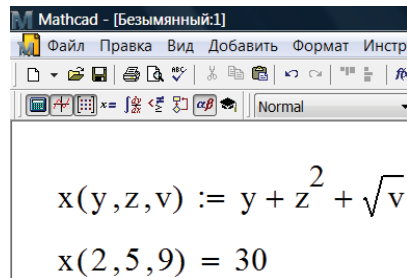 Mathcad - [Безымянный:1]
Файл Правка Вид Добавить Формат Инстр
Normal
x(y,z,v) := y + z² + √v
x(2,5,9) = 30